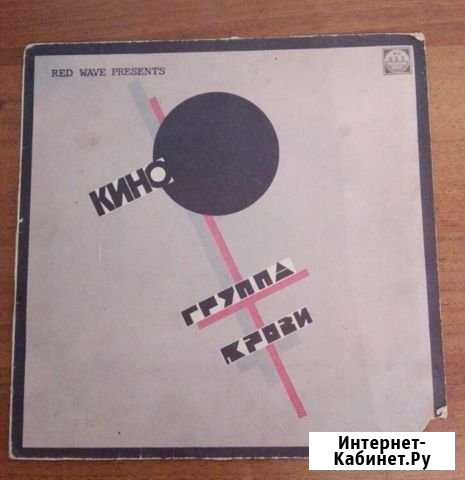 RED WAVE PRESENTS
КИНО
ГРУППА
КРОВИ
Интернет-
Кабинет.Ру